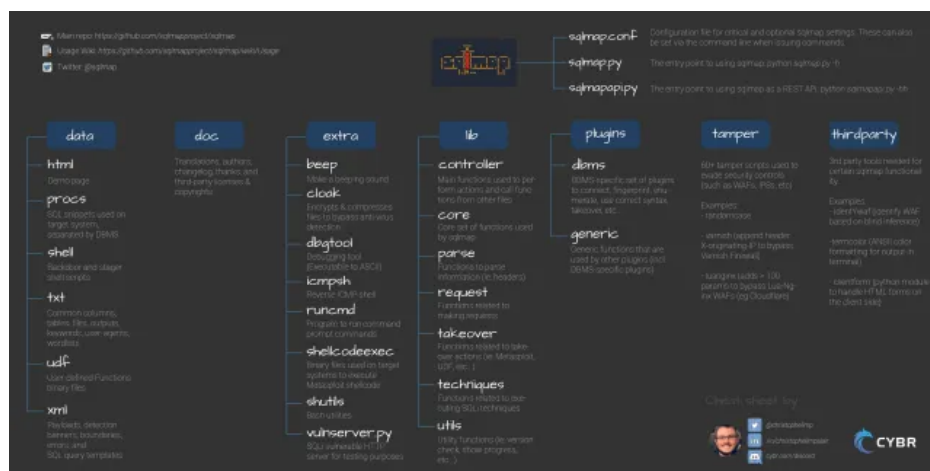 Main repo: https://github.com/sqlmapproject/sqlmap
Usage Wiki: https://github.com/sqlmapproject/sqlmap/wiki/Usage
Twitter: @sqlmap
sqlmap
sqlmap.conf
Configuration file for critical and optional sqlmap settings. These can also
be set via the command line when issuing commands.
sqlmap.py
The entry point to using sqlmap: python sqlmap.py -h
sqlmapapi.py
The entry point to using sqlmap as a REST API: python sqlmapapi.py -hh
data
html
Demo page
procs
SQL snippets used on
target system,
separated by DBMS
shell
Backdoor and stager
shell scripts
txt
Common columns,
tables, files, outputs,
keywords, user-agents,
wordlist
udf
User-defined Functions
binary files
xml
Payloads, detection
banners, boundaries,
errors, and
SQL query templates
doc
Translations, authors,
changelog, thanks, and
third-party licenses &
copyrights
extra
beep
Make a beeping sound
cloak
Encrypts & compresses
files to bypass anti-virus
detection
dbgtool
Debugging tool
(Executable to ASCII)
icmpsh
Reverse ICMP shell
runcmd
Program to run command
prompt commands
shellcodeexec
Binary files used on target
systems to execute
Metasploit shellcode
shutils
Bash utilities
vulnserver.py
SQLi vulnerable HTTP
server for testing purposes
lib
controller
Main functions used to per-
form actions and call func-
tions from other files
core
Core set of functions used
by sqlmap
parse
Functions to parse
information (ie: headers)
request
Functions related to
making requests
takeover
Functions related to take-
over actions (ie: Metasploit,
UDF, etc...)
techniques
Functions related to exe-
cuting SQLi techniques
utils
Utility functions (ie: version
check, show progress,
etc...)
plugins
dbms
DBMS-specific set of plugins
to connect, fingerprint, enu-
merate, use correct syntax,
takeover, etc.
generic
Generic functions that are
used by other plugins (incl
DBMS-specific plugins)
tamper
60+ tamper scripts used to
evade security controls
(such as WAFs, IPSs, etc)
Examples:
- randomcase
- varnish (append header
X-originating-IP to bypass
Varnish Firewall)
- luanginx (adds + 100
params to bypass Lua-Ng-
inx WAFs (eg Cloudflare)
thirdparty
3rd party tools needed for
certain sqlmap functional
ity
Examples:
- identYwaf (identify WAF
based on blind inference)
-termcolor (ANSII color
formatting for output in
terminal)
- clientform (python module
to handle HTML forms on
the client side)
Cheat sheet by
@christophelimp
cybr.com/discord
CYBR